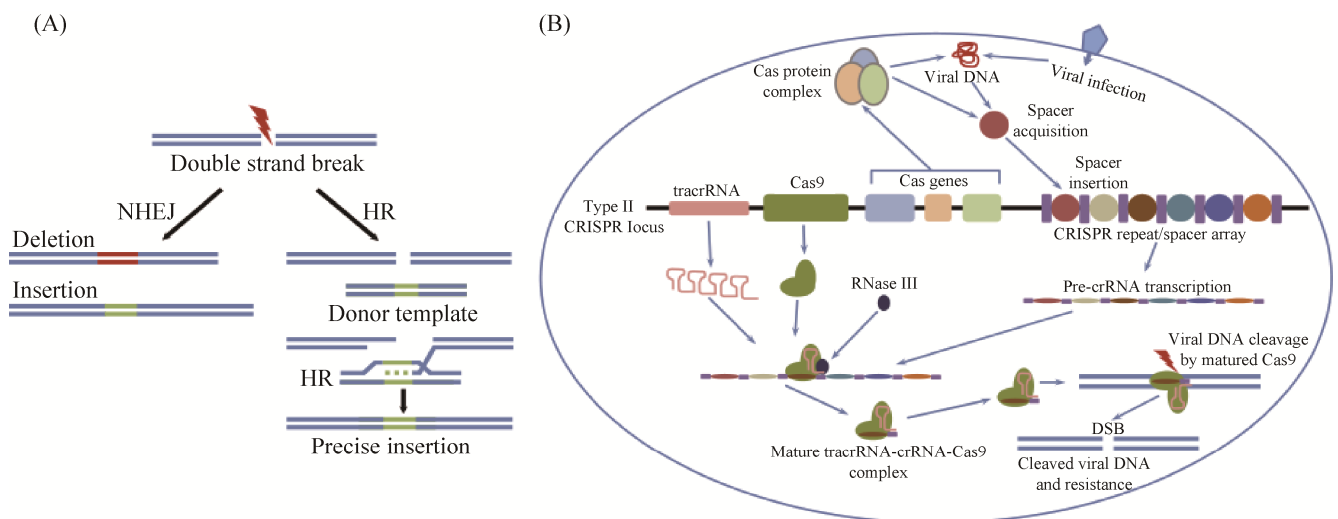 (A)
Double strand break
NHEJ
HR
Deletion
Insertion
Donor template
HR
Precise insertion
(B)
Cas protein
complex
Viral DNA
Viral infection
Spacer
acquisition
Spacer
insertion
tracrRNA
Cas9
Cas genes
Type II
CRISPR locus
CRISPR repeat/spacer array
RNase III
Pre-crRNA transcription
Viral DNA cleavage
by matured Cas9
Mature tracrRNA-crRNA-Cas9
complex
DSB
Cleaved viral DNA
and resistance